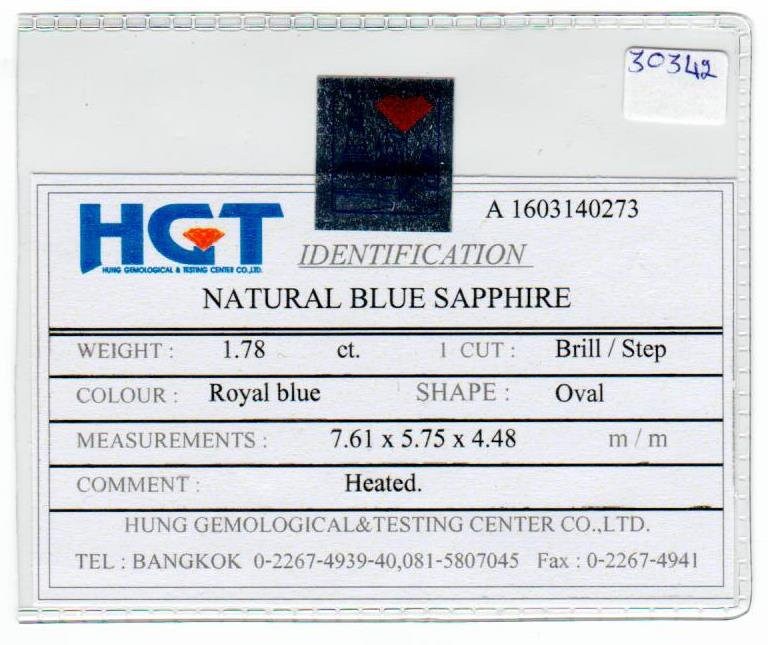 30342
A 1603140273
HGT
HUNG GEMOLOGICAL & TESTING CENTER CO.,LTD.
IDENTIFICATION
NATURAL BLUE SAPPHIRE
WEIGHT : 1.78 ct. 1 CUT : Brill / Step
COLOUR : Royal blue SHAPE : Oval
MEASUREMENTS : 7.61 x 5.75 x 4.48 m / m
COMMENT : Heated.
HUNG GEMOLOGICAL&TESTING CENTER CO.,LTD.
TEL : BANGKOK 0-2267-4939-40,081-5807045 Fax : 0-2267-4941